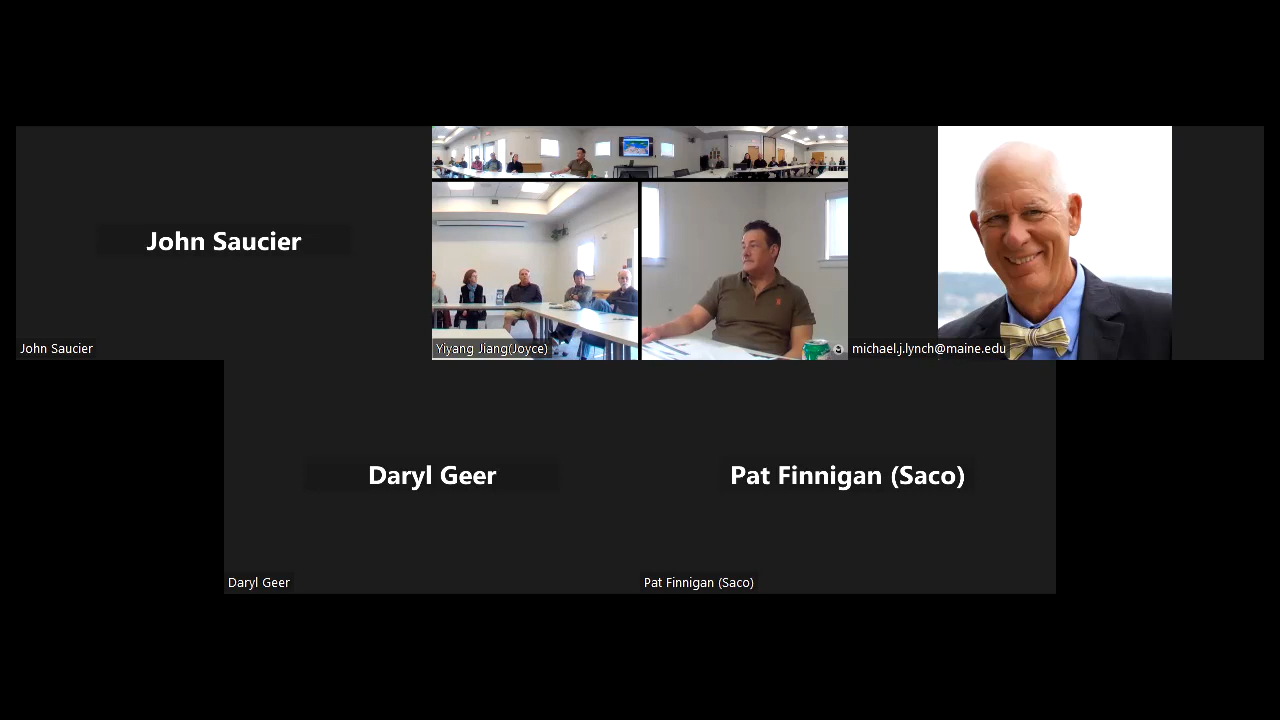 John Saucier
John Saucier
Yiyang Jiang(Joyce)
michael.j.lynch@maine.edu
Daryl Geer
Daryl Geer
Pat Finnigan (Saco)
Pat Finnigan (Saco)